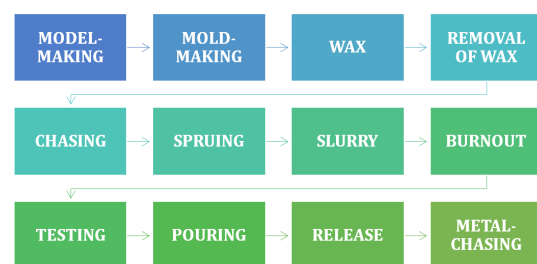 MODEL-
MAKING
MOLD-
MAKING
WAX
REMOVAL
OF WAX
CHASING
SPRUING
SLURRY
BURNOUT
TESTING
POURING
RELEASE
METAL-
CHASING